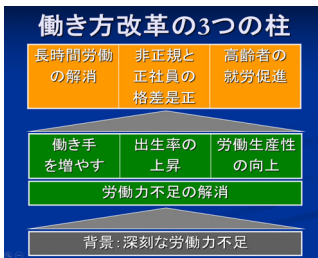 働き方改革の3つの柱
長時間労働
の解消
非正規と
正社員の
格差是正
高齢者の
就労促進
働き手
を増やす
出生率の
上昇
労働生産性
の向上
労働力不足の解消
背景:深刻な労働力不足